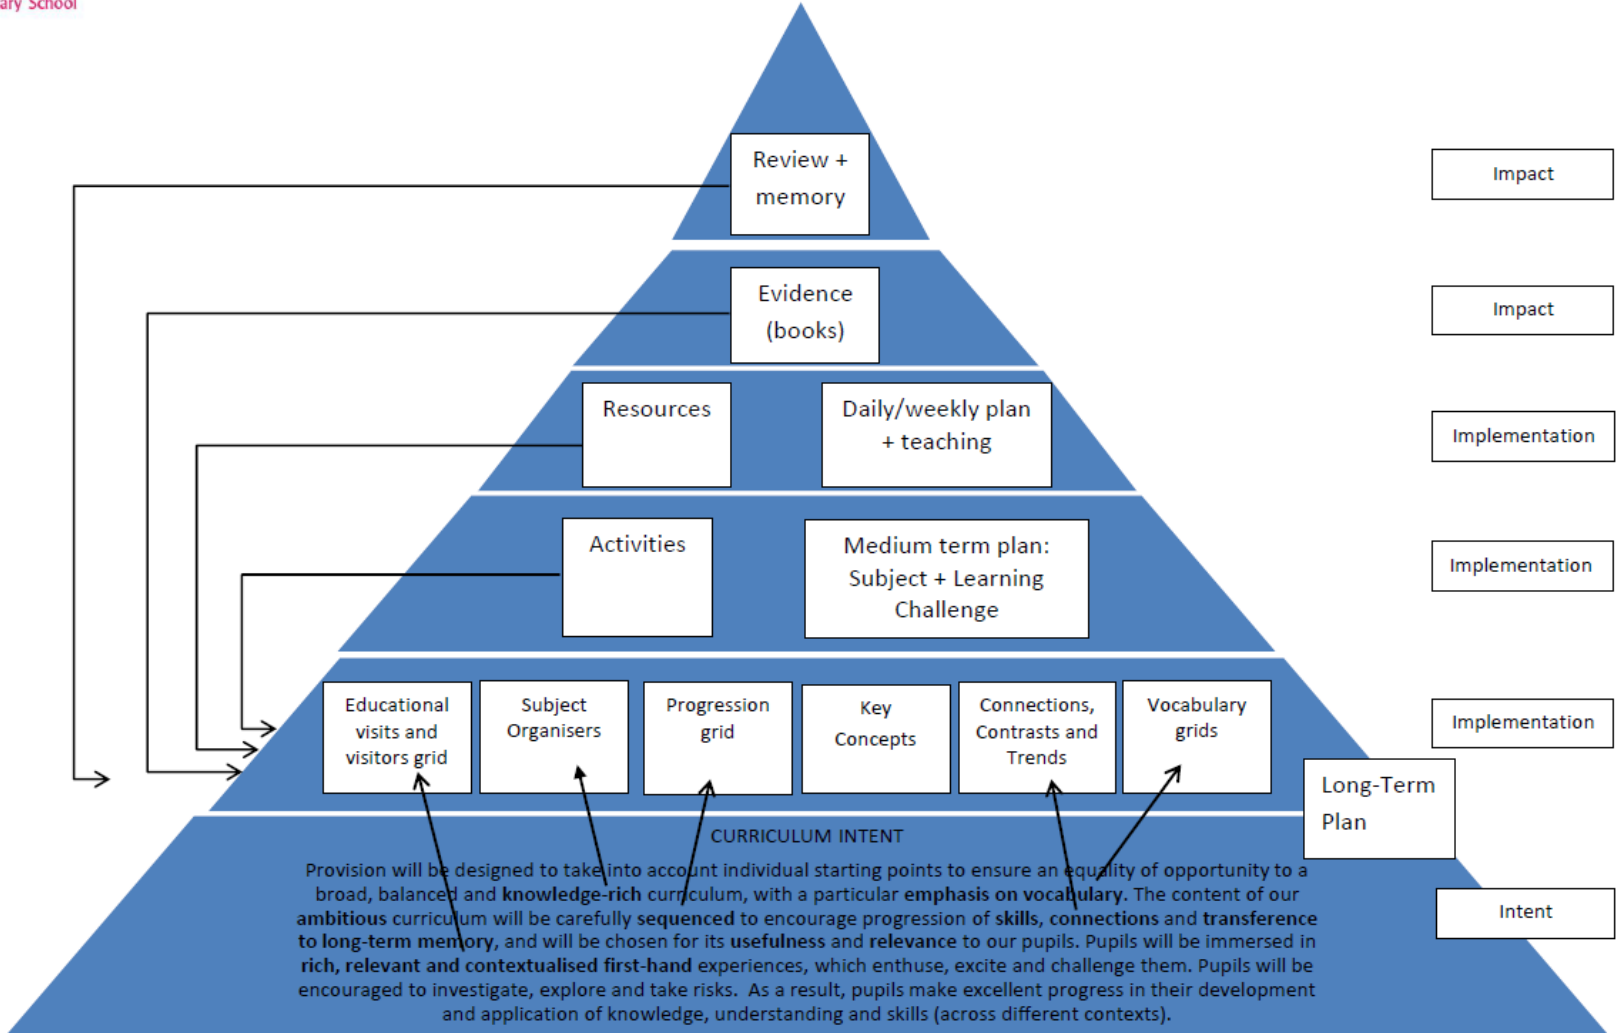 ary School
Review +
memory
Impact
Evidence
(books)
Impact
Resources
Daily/weekly plan
+ teaching
Implementation
Activities
Medium term plan:
Subject + Learning
Challenge
Implementation
Educational
visits and
visitors grid
Subject
Organisers
Progression
grid
Key
Concepts
Connections,
Contrasts and
Trends
Vocabulary
grids
Implementation
Long-Term
Plan
CURRICULUM INTENT
Provision will be designed to take into account individual starting points to ensure an equality of opportunity to a
broad, balanced and knowledge-rich curriculum, with a particular emphasis on vocabulary. The content of our
ambitious curriculum will be carefully sequenced to encourage progression of skills, connections and transference
to long-term memory, and will be chosen for its usefulness and relevance to our pupils. Pupils will be immersed in
rich, relevant and contextualised first-hand experiences, which enthuse, excite and challenge them. Pupils will be
encouraged to investigate, explore and take risks. As a result, pupils make excellent progress in their development
and application of knowledge, understanding and skills (across different contexts).
Intent